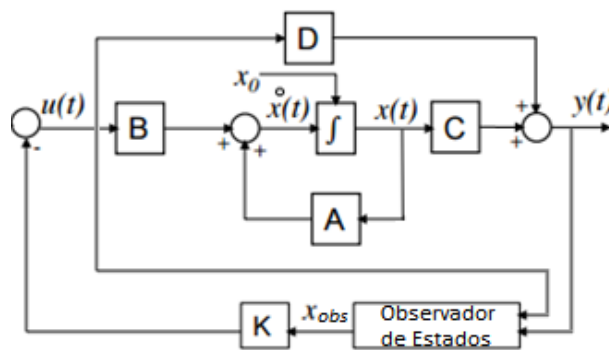 D
x0
u(t)
B
ẋ(t)
∫
x(t)
C
y(t)
+
+
+
+
-
A
K
xobs
Observador
de Estados